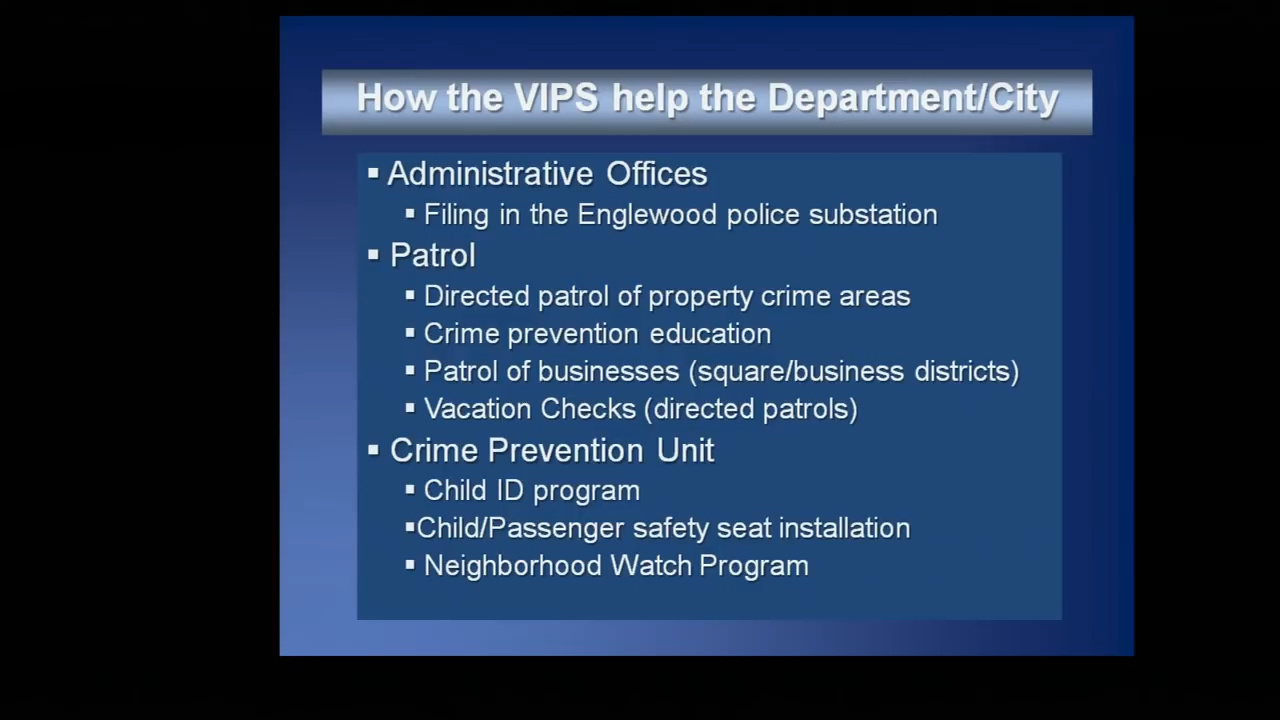 How the VIPS help the Department/City
▪ Administrative Offices
▪ Filing in the Englewood police substation
▪ Patrol
▪ Directed patrol of property crime areas
▪ Crime prevention education
▪ Patrol of businesses (square/business districts)
▪ Vacation Checks (directed patrols)
▪ Crime Prevention Unit
▪ Child ID program
▪Child/Passenger safety seat installation
▪ Neighborhood Watch Program